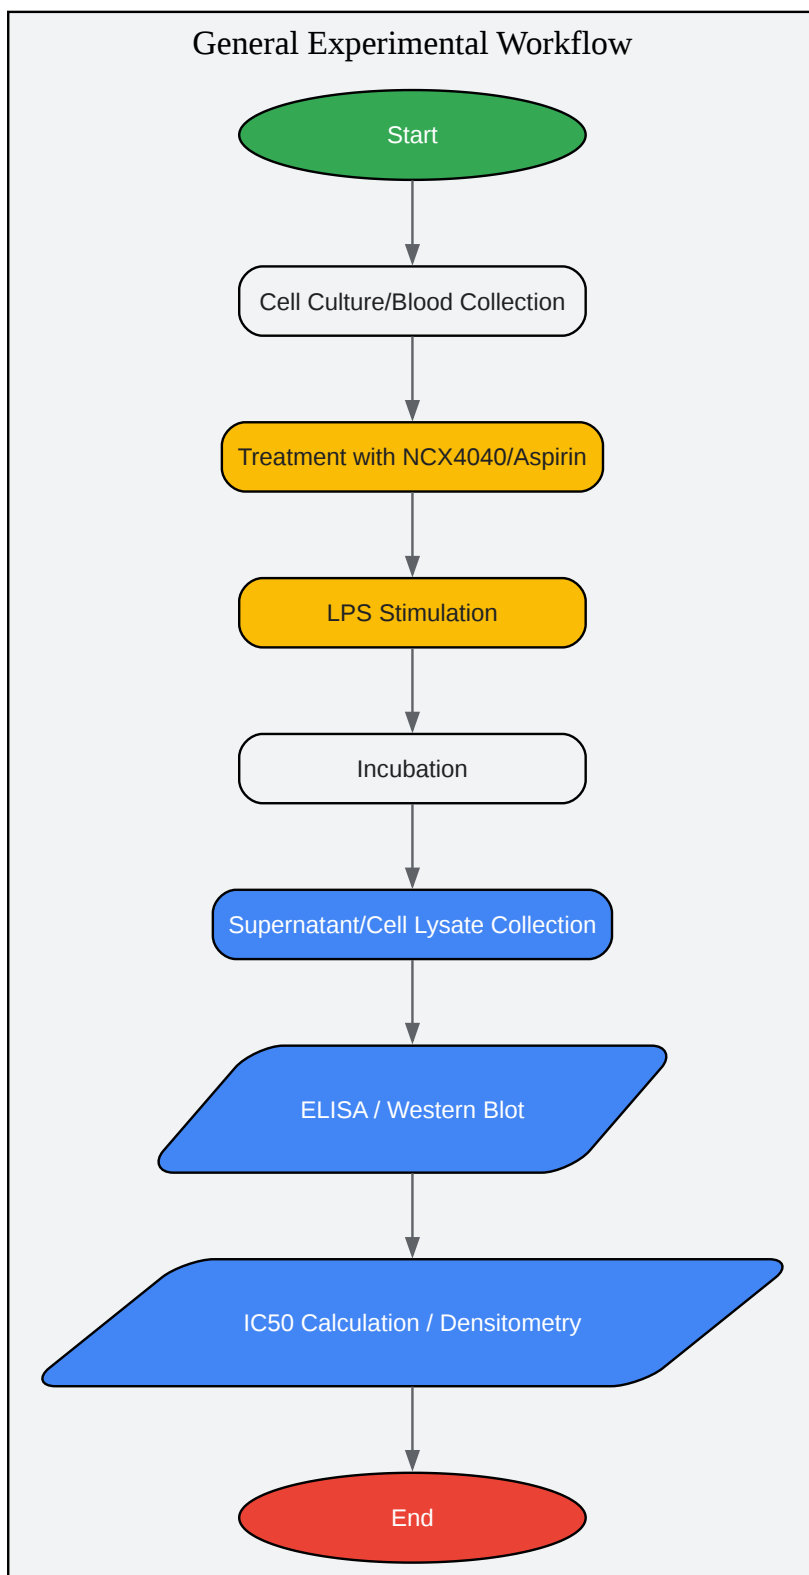 General Experimental Workflow
Start
Cell Culture/Blood Collection
Treatment with NCX4040/Aspirin
LPS Stimulation
Incubation
Supernatant/Cell Lysate Collection
ELISA / Western Blot
IC50 Calculation / Densitometry
End